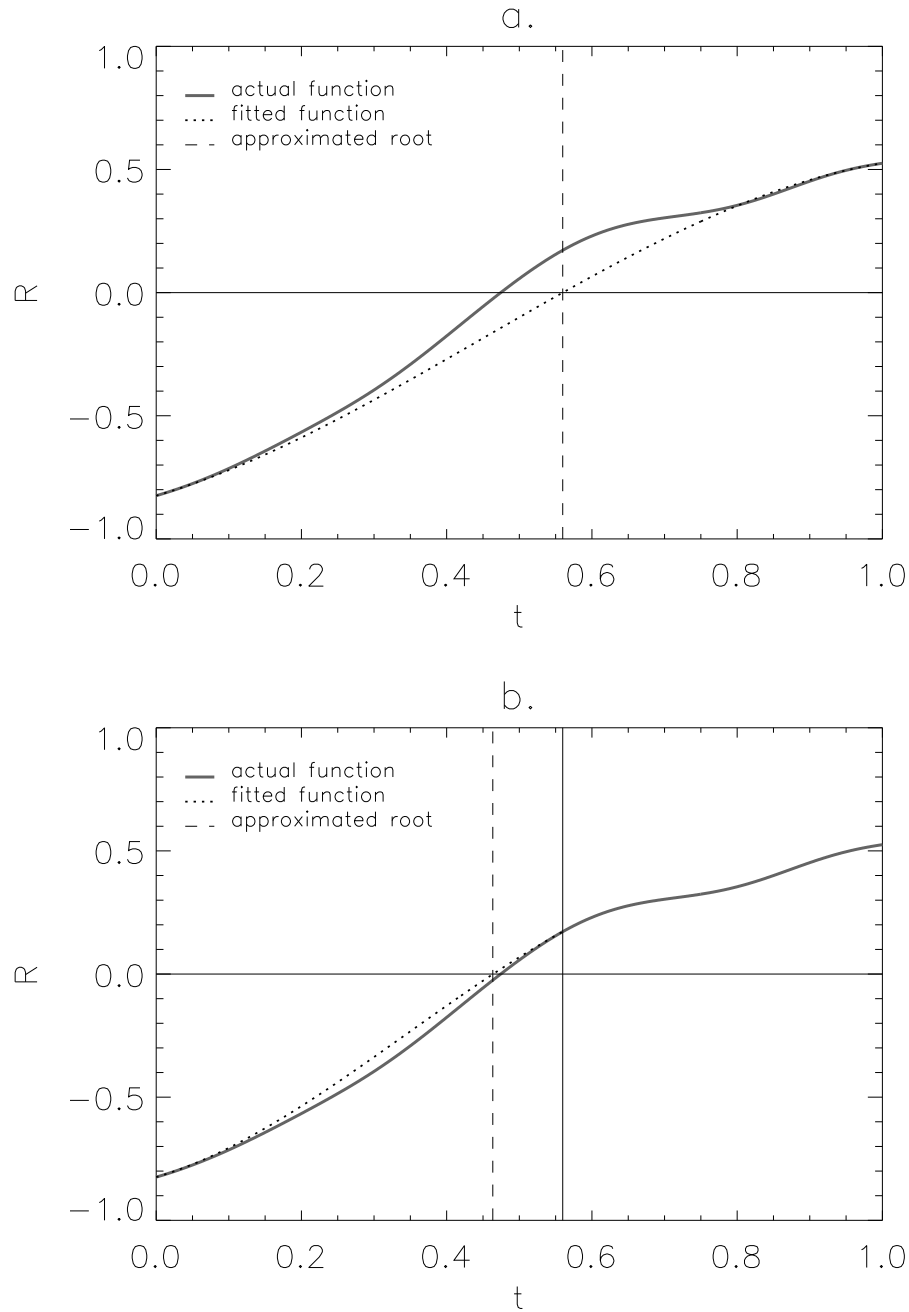 a.
1.0
actual function
fitted function
approximated root
0.5
R
0.0
−0.5
−1.0
0.0 0.2 0.4 0.6 0.8 1.0
t
b.
1.0
actual function
fitted function
approximated root
0.5
R
0.0
−0.5
−1.0
0.0 0.2 0.4 0.6 0.8 1.0
t